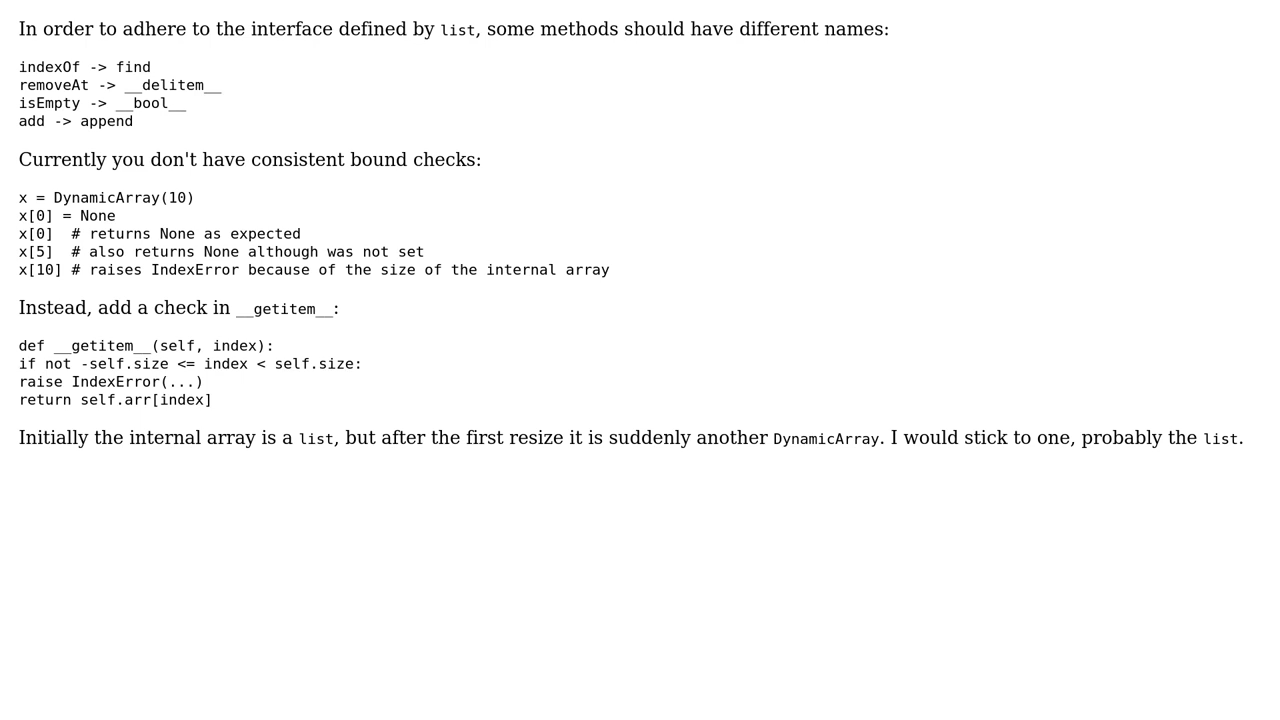 In order to adhere to the interface defined by list, some methods should have different names:
indexOf -> find
removeAt -> __delitem__
isEmpty -> __bool__
add -> append
Currently you don't have consistent bound checks:
x = DynamicArray(10)
x[0] = None
x[0]  # returns None as expected
x[5]  # also returns None although was not set
x[10] # raises IndexError because of the size of the internal array
Instead, add a check in __getitem__:
def __getitem__(self, index):
if not -self.size <= index < self.size:
raise IndexError(...)
return self.arr[index]
Initially the internal array is a list, but after the first resize it is suddenly another DynamicArray. I would stick to one, probably the list.